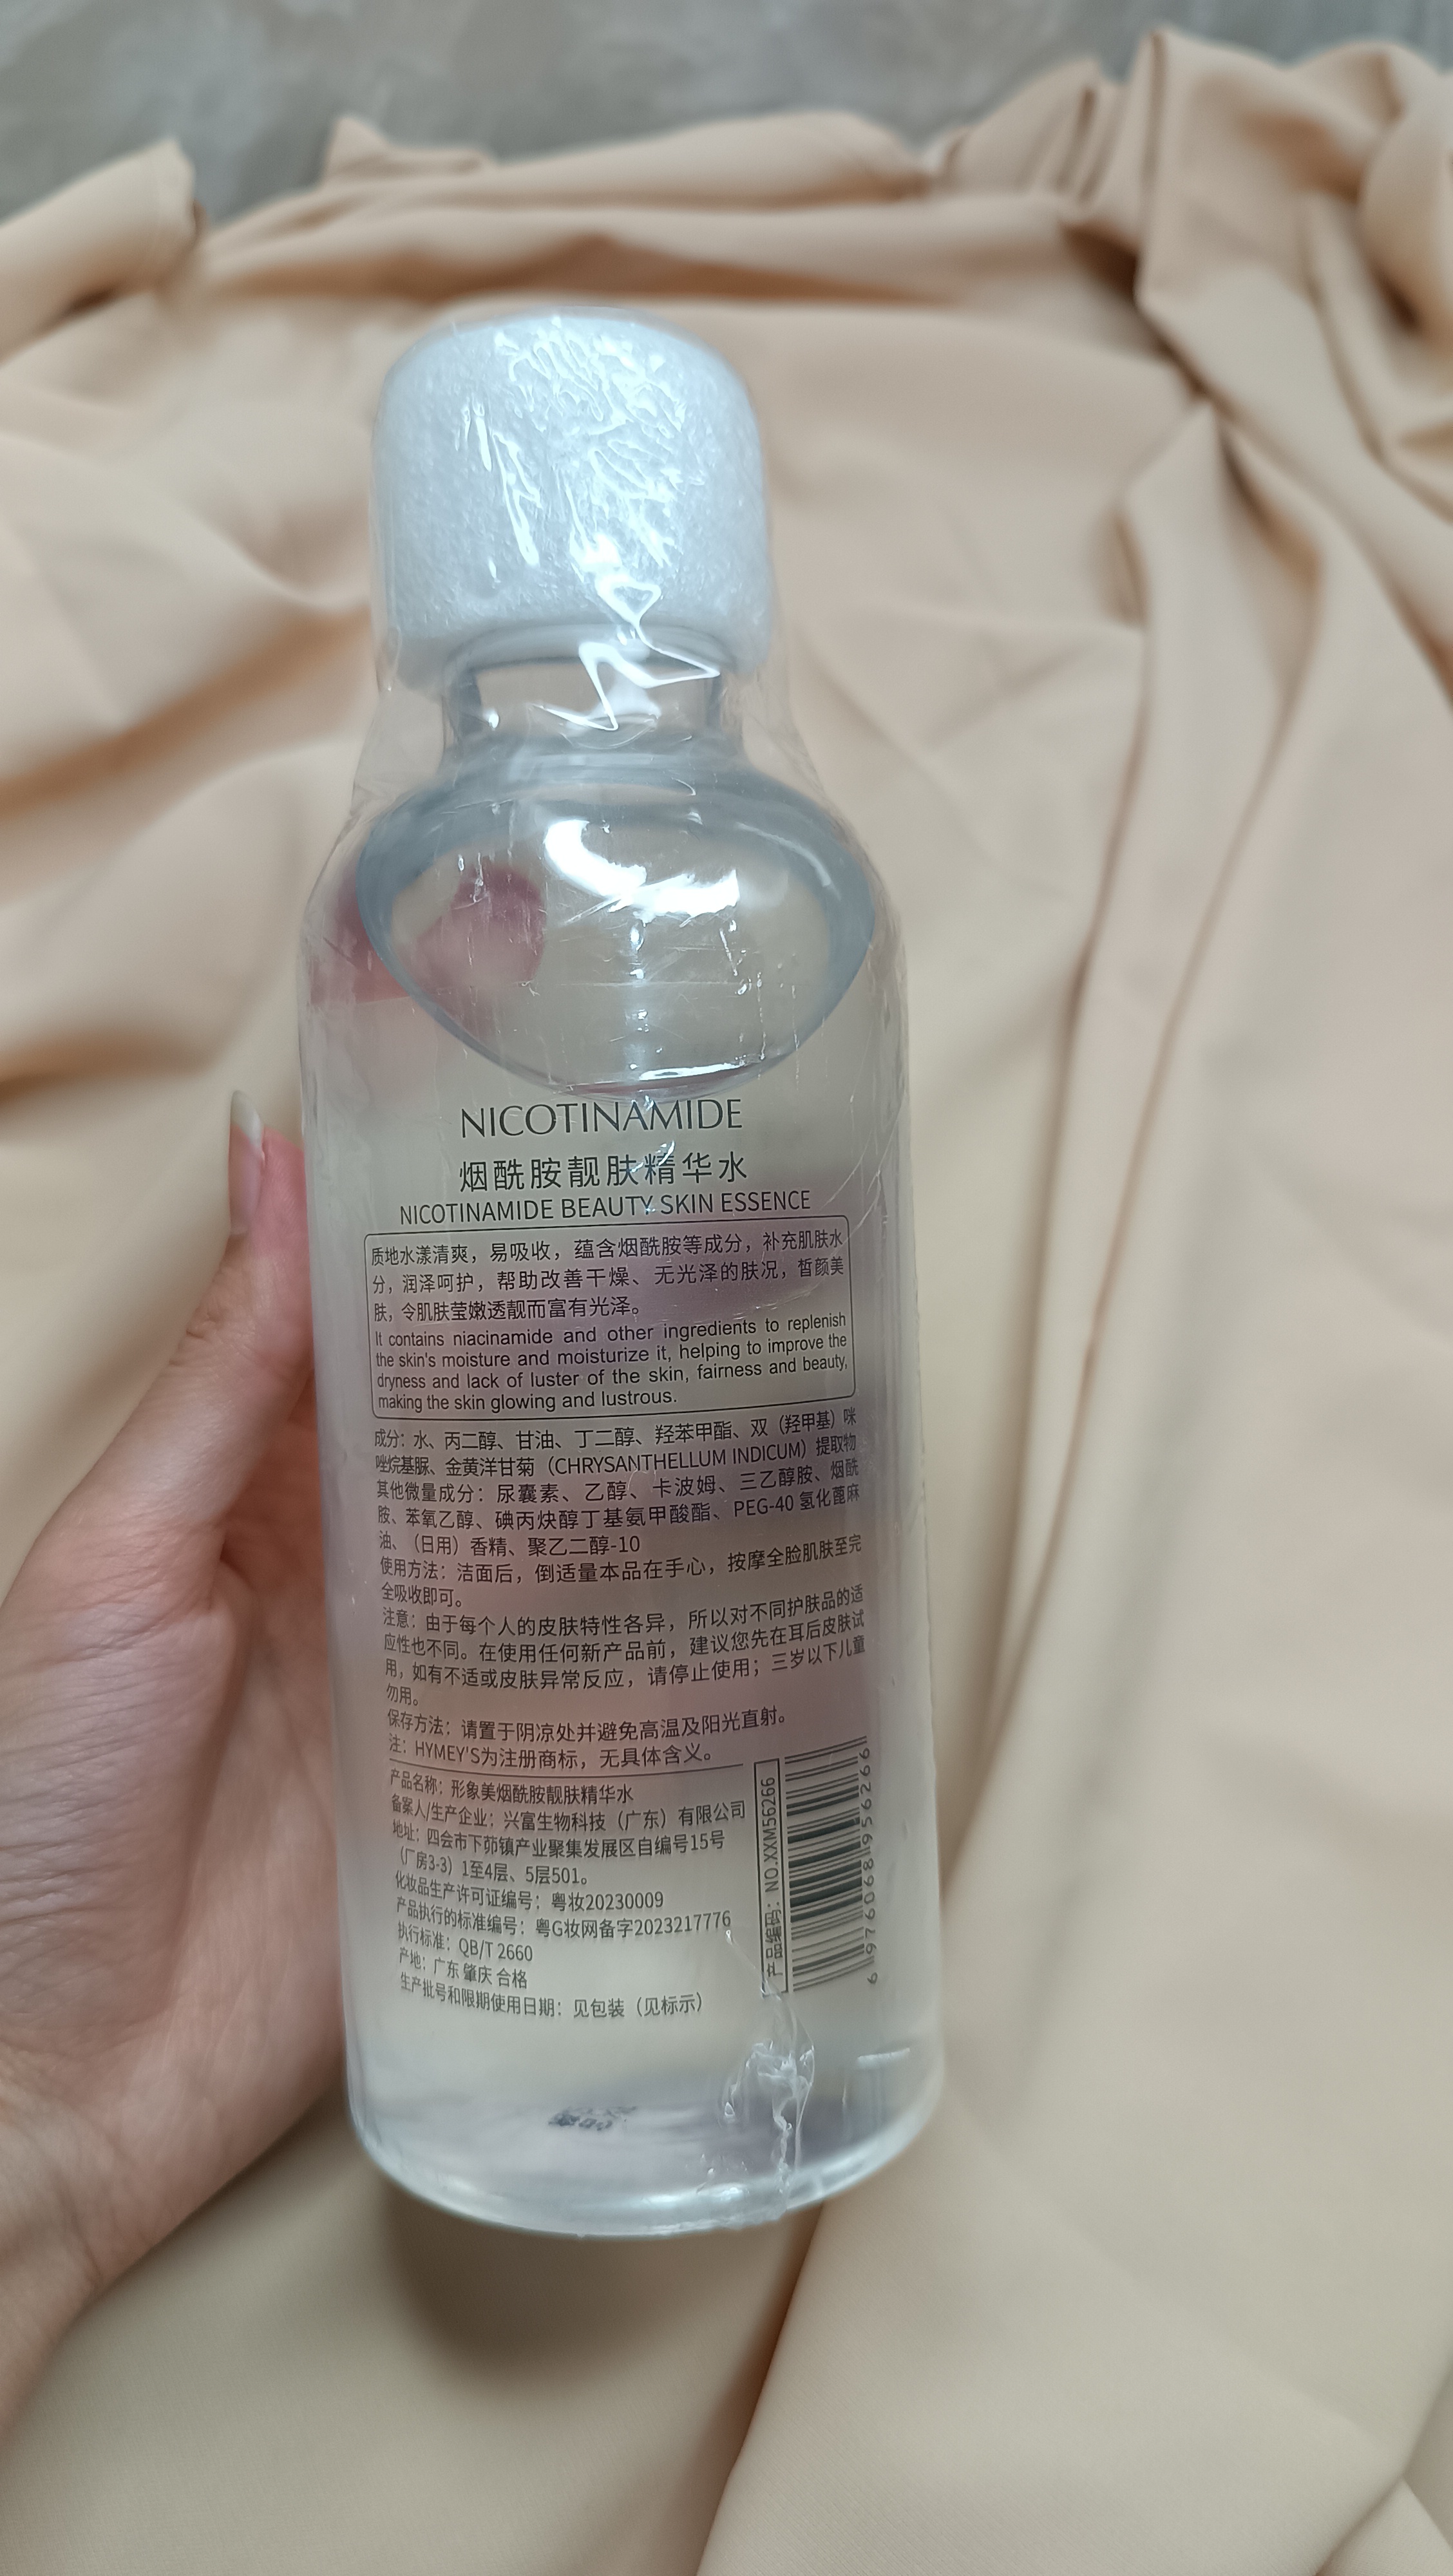 NICOTINAMIDE
烟酰胺靓肤精华水
NICOTINAMIDE BEAUTY SKIN ESSENCE
质地水漾清爽，易吸收，蕴含烟酰胺等成分，补充肌肤水
分，润泽呵护，帮助改善干燥、无光泽的肤况，皙颜美
肤，令肌肤莹嫩透靓而富有光泽。
It contains niacinamide and other ingredients to replenish
the skin's moisture and moisturize it, helping to improve the
dryness and lack of luster of the skin, fairness and beauty,
making the skin glowing and lustrous.
成分：水、丙二醇、甘油、丁二醇、羟苯甲酯、双（羟甲基）咪
唑烷基脲、金黄洋甘菊（CHRYSANTHELLUM INDICUM）提取物
其他微量成分：尿囊素、乙醇、卡波姆、三乙醇胺、烟酰
胺、苯氧乙醇、碘丙炔醇丁基氨甲酸酯、PEG-40 氢化蓖麻
油、（日用）香精、聚乙二醇-10
使用方法：洁面后，倒适量本品在手心，按摩全脸肌肤至完
全吸收即可。
注意：由于每个人的皮肤特性各异，所以对不同护肤品的适
应性也不同。在使用任何新产品前，建议您先在耳后皮肤试
用，如有不适或皮肤异常反应，请停止使用；三岁以下儿童
勿用。
保存方法：请置于阴凉处并避免高温及阳光直射。
注：HYMEY'S为注册商标，无具体含义。
产品名称：形象美烟酰胺靓肤精华水
备案人/生产企业：兴富生物科技（广东）有限公司
地址：四会市下茆镇产业聚集发展区自编号15号
（厂房3-3）1至4层、5层501。
化妆品生产许可证编号：粤妆20230009
产品执行的标准编号：粤G妆网备字2023217776
执行标准：QB/T 2660
产地：广东 肇庆 合格
生产批号和限期使用日期：见包装（见标示）
产品编码：NO.XXM56266
6 976068 956266